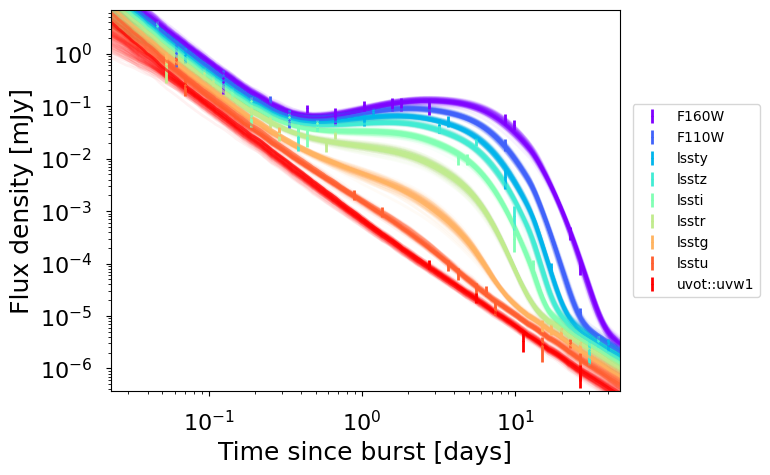 Flux density [mJy]
10⁰
10⁻¹
10⁻²
10⁻³
10⁻⁴
10⁻⁵
10⁻⁶
10⁻¹ 10⁰ 10¹
Time since burst [days]
F160W
F110W
lssty
lsstz
lssti
lsstr
lsstg
lsstu
uvot::uvw1